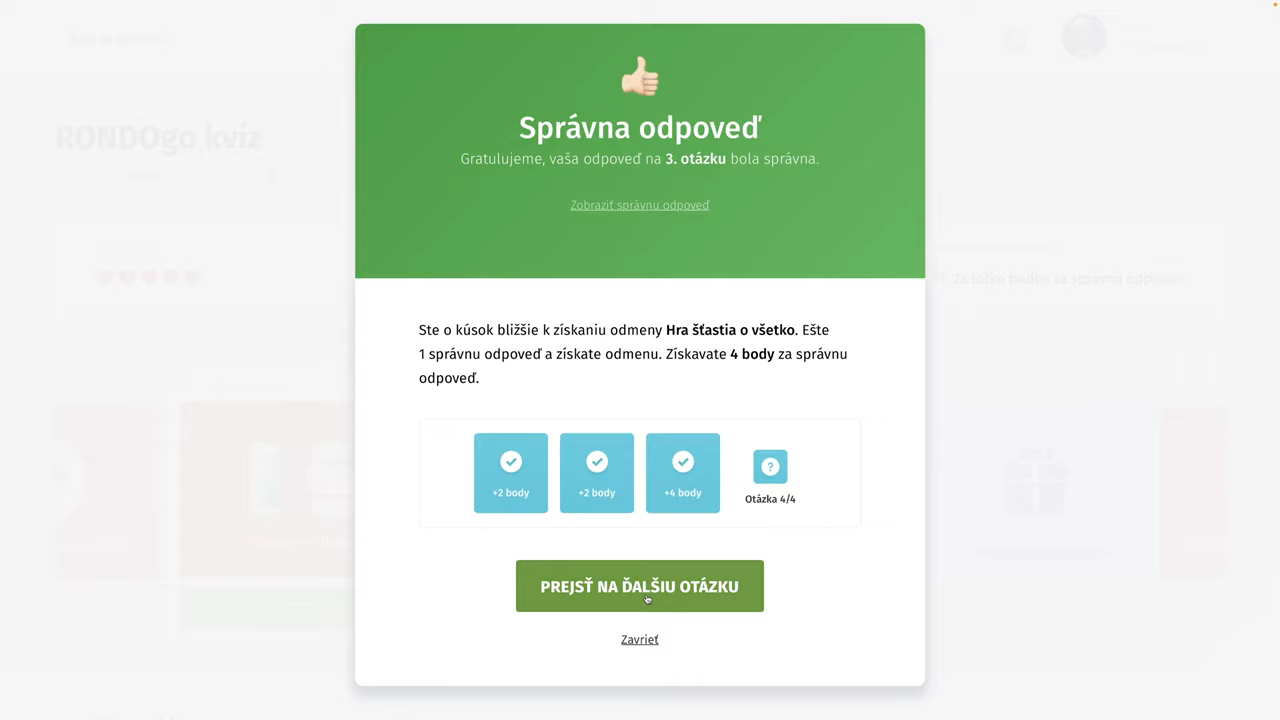 RONDOgo kvíz
Správna odpoveď
Gratulujeme, vaša odpoveď na 3. otázku bola správna.
Zobraziť správnu odpoveď
Ste o kúsok bližšie k získaniu odmeny Hra šťastia o všetko. Ešte
1 správnu odpoveď a získate odmenu. Získavate 4 body za správnu
odpoveď.
+2 body
+2 body
+4 body
?
Otázka 4/4
PREJSŤ NA ĎALŠIU OTÁZKU
Zavrieť